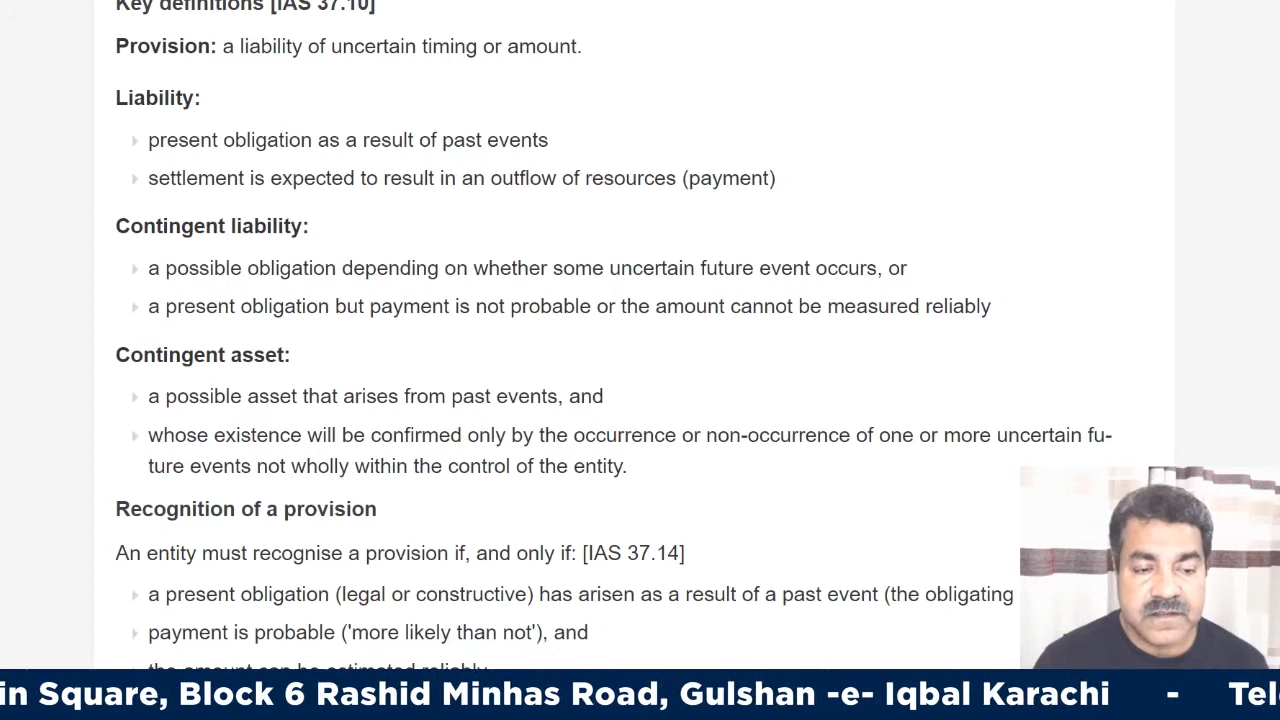 Key definitions [IAS 37.10]
Provision: a liability of uncertain timing or amount.
Liability:
present obligation as a result of past events
settlement is expected to result in an outflow of resources (payment)
Contingent liability:
a possible obligation depending on whether some uncertain future event occurs, or
a present obligation but payment is not probable or the amount cannot be measured reliably
Contingent asset:
a possible asset that arises from past events, and
whose existence will be confirmed only by the occurrence or non-occurrence of one or more uncertain fu-
ture events not wholly within the control of the entity.
Recognition of a provision
An entity must recognise a provision if, and only if: [IAS 37.14]
a present obligation (legal or constructive) has arisen as a result of a past event (the obligating
payment is probable ('more likely than not'), and
the amount can be estimated reliably
in Square, Block 6 Rashid Minhas Road, Gulshan -e- Iqbal Karachi - Tel